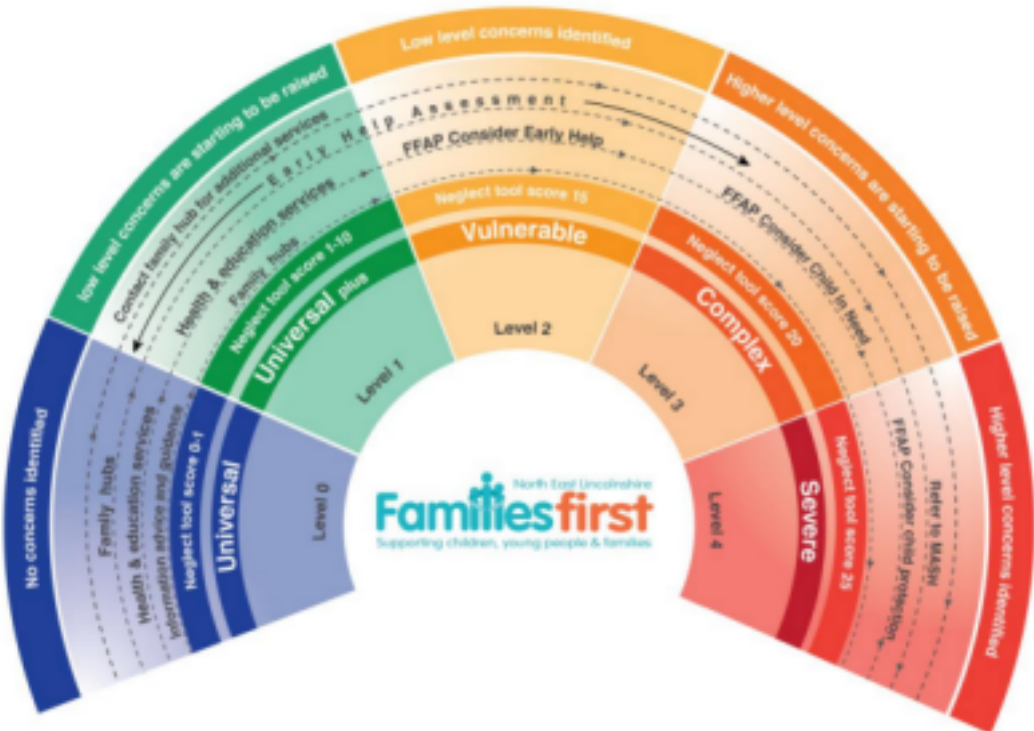 No concerns identified
Family hubs
Health & education services
Information advice and guidance
Neglect tool score 0-1
Universal
Level 0
low level concerns are starting to be raised
Contact family hub for additional services
Early Help Assessment
Health & education services
Family hubs
Neglect tool score 1-10
Universal plus
Level 1
Low level concerns identified
FFAP Consider Early Help
Neglect tool score 15
Vulnerable
Level 2
Higher level concerns are starting to be raised
FFAP Consider Child in Need
Neglect tool score 20
Complex
Level 3
Higher level concerns identified
Refer to MASH
FFAP Consider child protection
Neglect tool score 25
Severe
Level 4
North East Lincolnshire
Families first
Supporting children, young people & families